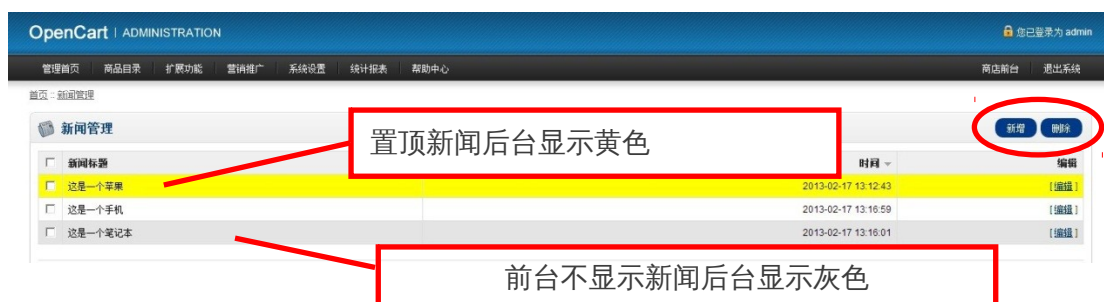 OpenCart | ADMINISTRATION 您已登录为 admin
管理首页 商品目录 扩展功能 营销推广 系统设置 统计报表 帮助中心 商店前台 退出系统
首页 :: 新闻管理
新闻管理 新增 删除
置顶新闻后台显示黄色
新闻标题 时间 编辑
这是一个苹果 2013-02-17 13:12:43 [ 编辑 ]
这是一个手机 2013-02-17 13:16:59 [ 编辑 ]
这是一个笔记本 2013-02-17 13:16:01 [ 编辑 ]
前台不显示新闻后台显示灰色